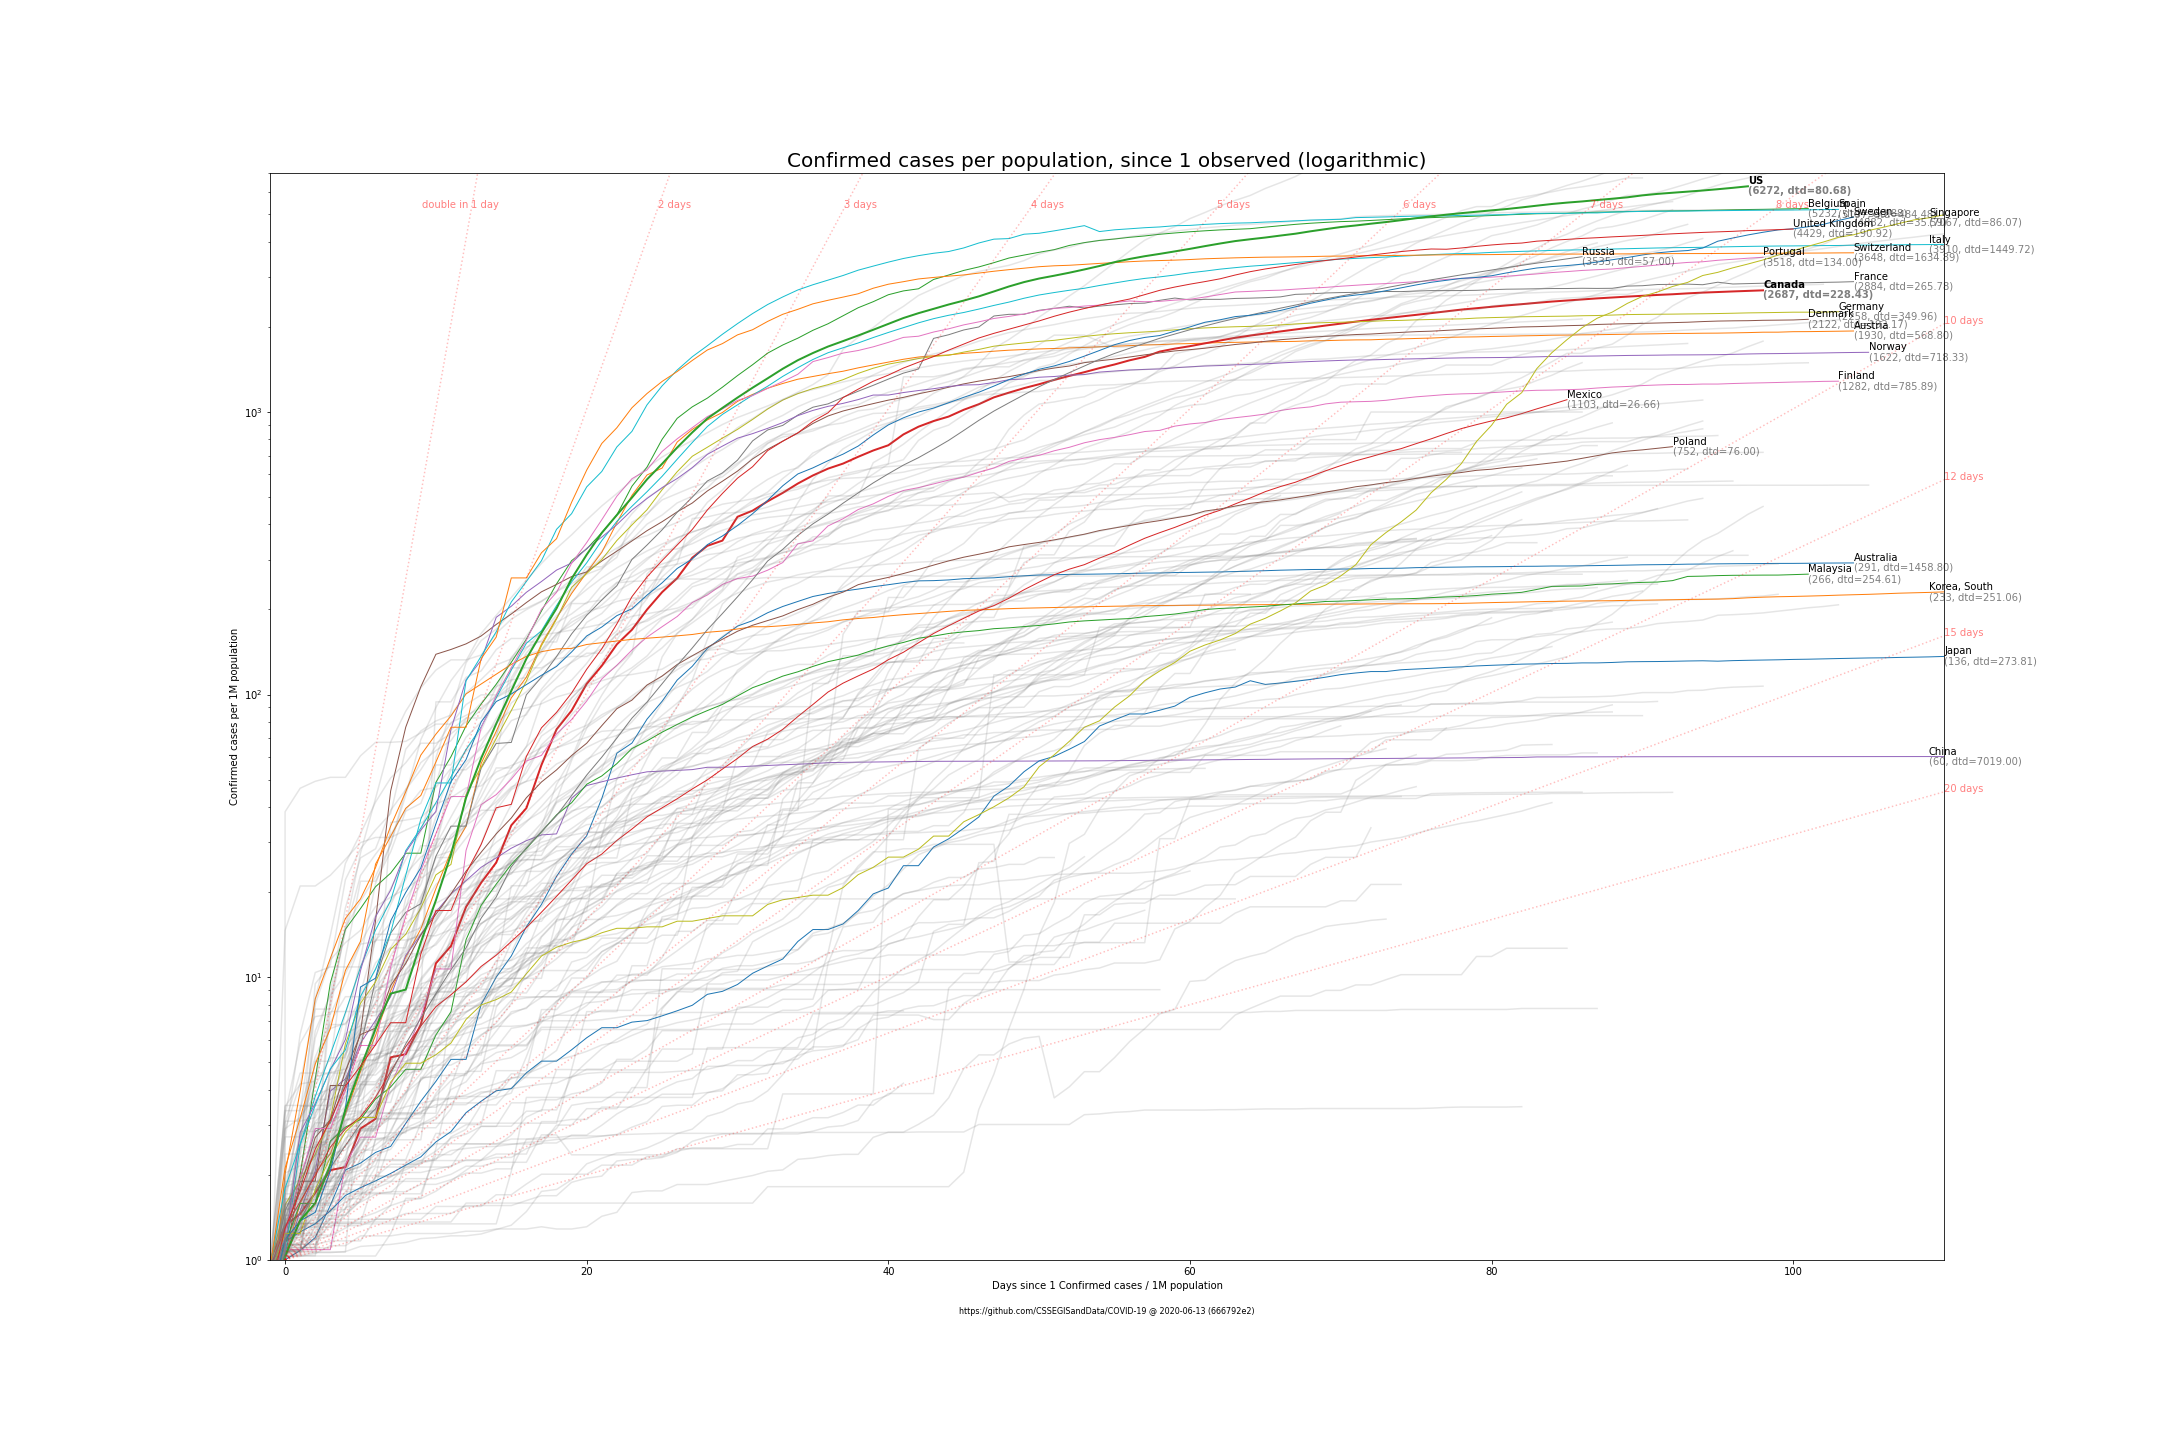 Confirmed cases per population, since 1 observed (logarithmic)
US
(6272, dtd=80.68)
double in 1 day
2 days
3 days
4 days
5 days
6 days
7 days
8 days
Belgium
Spain
(5232,
Sweden
Singapore
86.07)
United Kingdom
(4429, dtd=190.92)
Italy
(3910, dtd=1449.72)
Russia
(3535, dtd=57.00)
Portugal
(3518, dtd=134.00)
Switzerland
(3648, dtd=1634.89)
France
(2884, dtd=265.78)
Canada
(2687, dtd=228.43)
Germany
349.96)
Denmark
(2122,
Austria
(1930, dtd=568.80)
10 days
Norway
(1622, dtd=718.33)
Finland
(1282, dtd=785.89)
Mexico
(1103, dtd=26.66)
Poland
(752, dtd=76.00)
12 days
Australia
(291, dtd=1458.80)
Malaysia
(266, dtd=254.61)
Korea, South
(233, dtd=251.06)
15 days
Japan
(136, dtd=273.81)
China
(60, dtd=7019.00)
20 days
Confirmed cases per 1M population
10³
10²
10¹
10⁰
0
20
40
60
80
100
Days since 1 Confirmed cases / 1M population
https://github.com/CSSEGISandData/COVID-19 @ 2020-06-13 (666792e2)